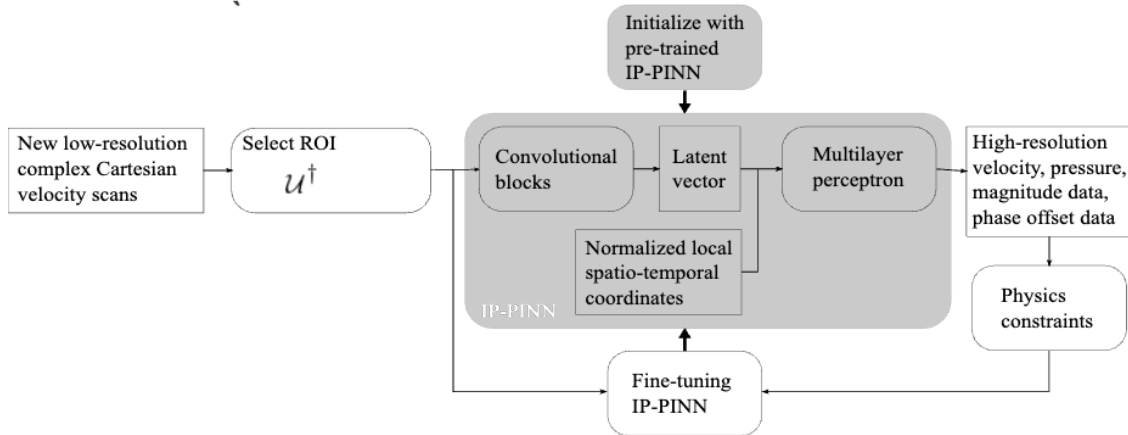 Initialize with
pre-trained
IP-PINN
New low-resolution
complex Cartesian
velocity scans
Select ROI
𝒰†
Convolutional
blocks
Latent
vector
Multilayer
perceptron
High-resolution
velocity, pressure,
magnitude data,
phase offset data
Normalized local
spatio-temporal
coordinates
IP-PINN
Physics
constraints
Fine-tuning
IP-PINN